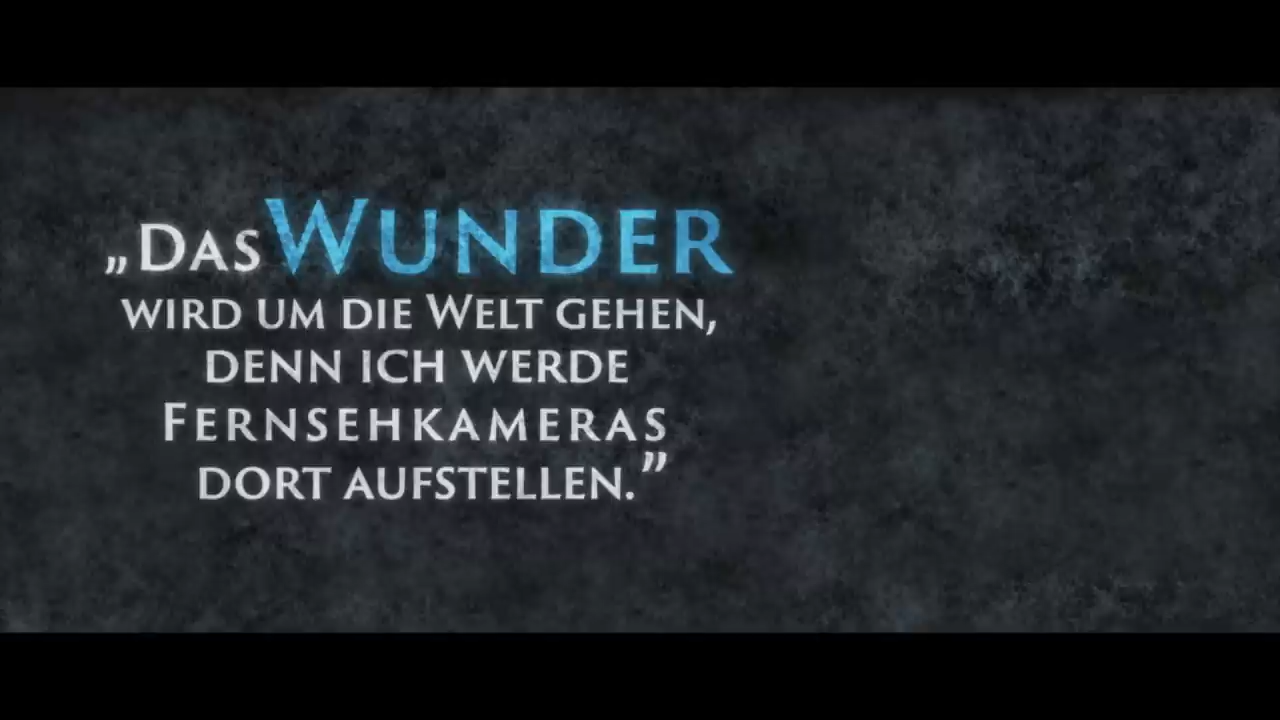 „Das Wunder
wird um die Welt gehen,
denn ich werde
Fernsehkameras
dort aufstellen.”